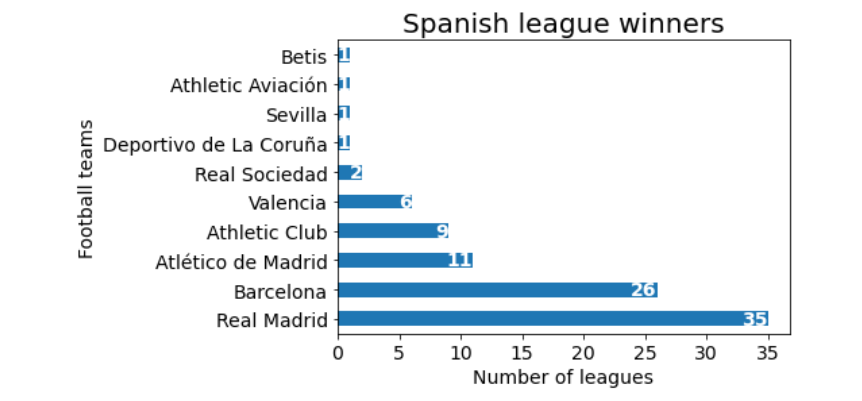 Spanish league winners
Football teams
Betis 1
Athletic Aviación 1
Sevilla 1
Deportivo de La Coruña 1
Real Sociedad 2
Valencia 6
Athletic Club 9
Atlético de Madrid 11
Barcelona 26
Real Madrid 35
0 5 10 15 20 25 30 35
Number of leagues